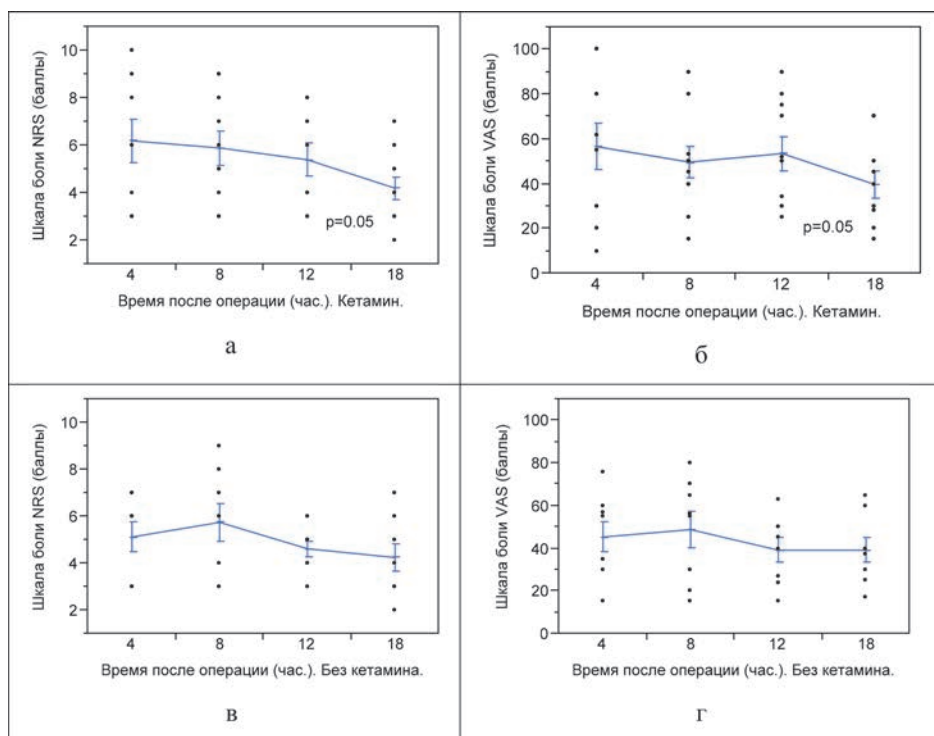 Шкала боли NRS (баллы)
10
8
6
4
2
p=0.05
4 8 12 18
Время после операции (час.). Кетамин.
а
Шкала боли VAS (баллы)
100
80
60
40
20
0
p=0.05
4 8 12 18
Время после операции (час.). Кетамин.
б
Шкала боли NRS (баллы)
10
8
6
4
2
4 8 12 18
Время после операции (час.). Без кетамина.
в
Шкала боли VAS (баллы)
100
80
60
40
20
0
4 8 12 18
Время после операции (час.). Без кетамина.
г